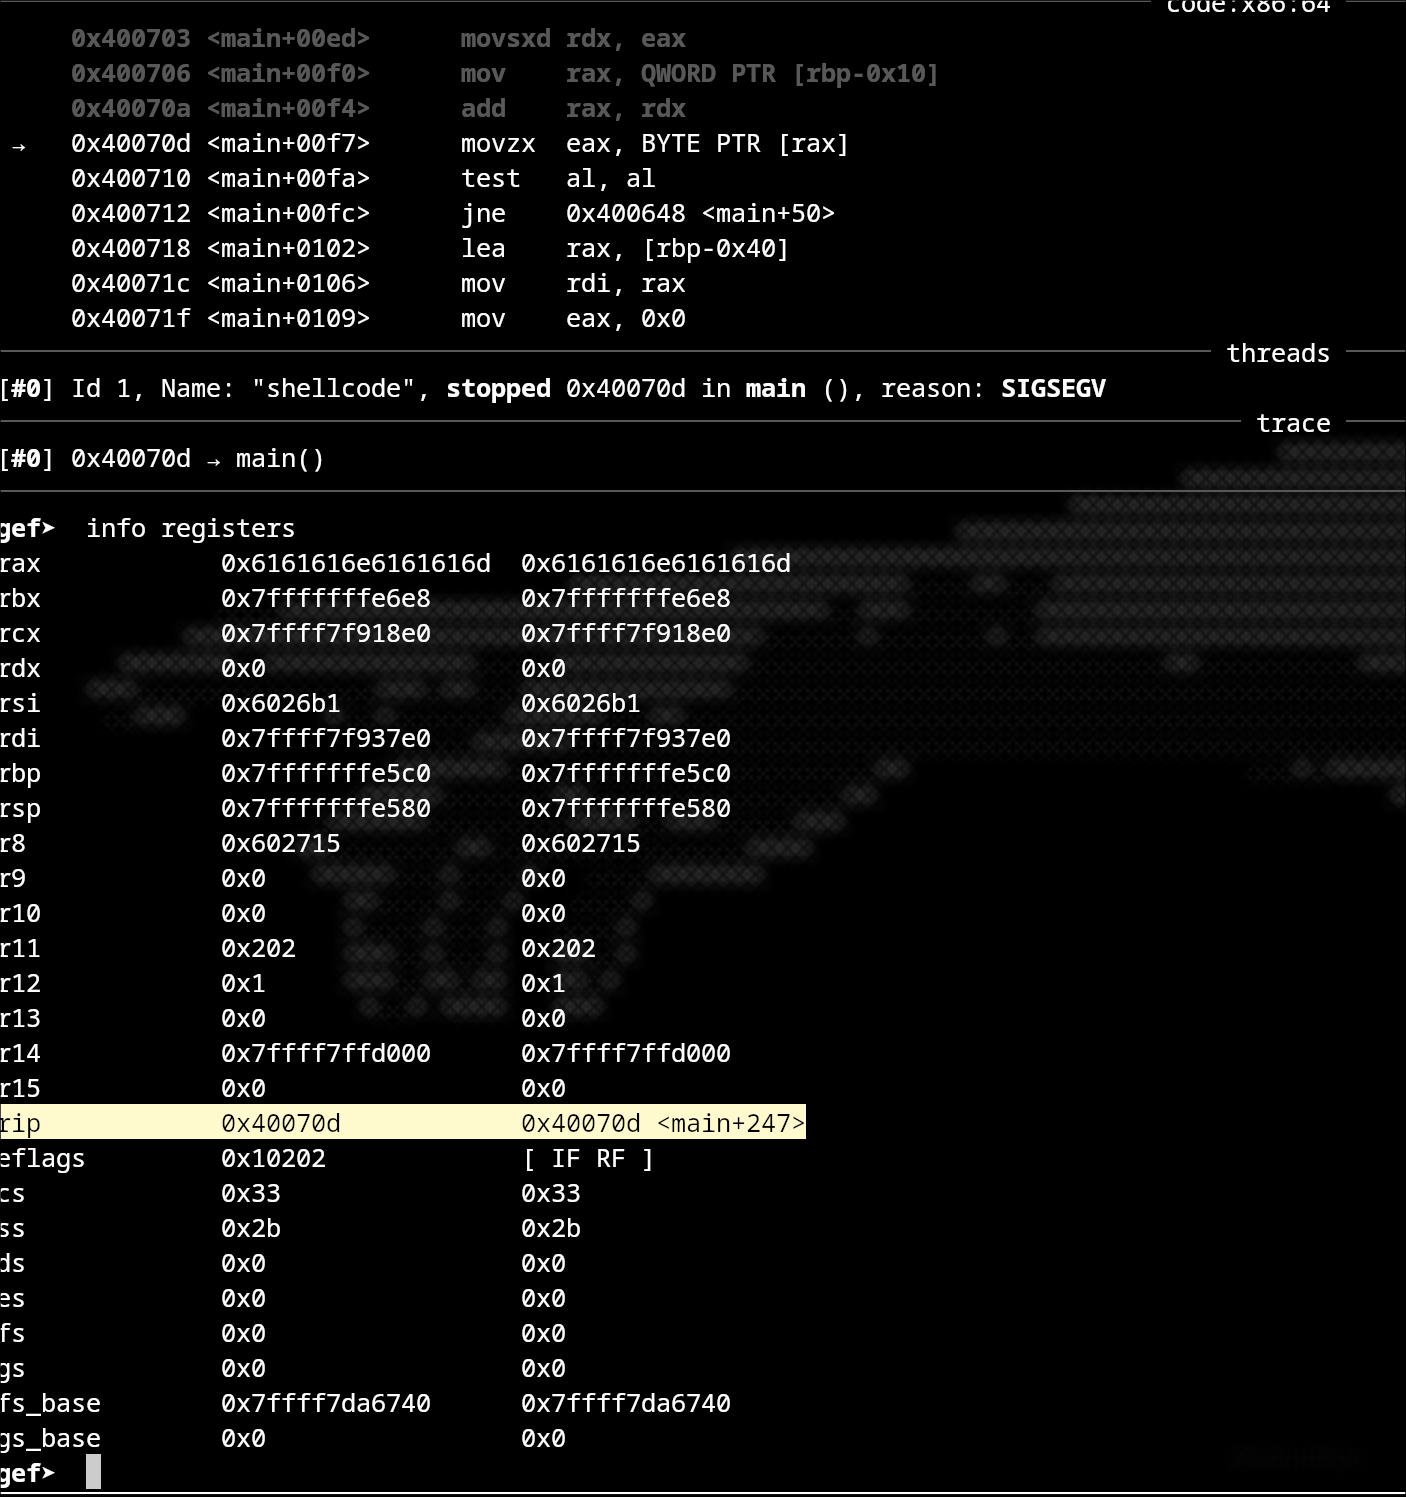 code:x86:64
0x400703 <main+00ed> movsxd rdx, eax
0x400706 <main+00f0> mov rax, QWORD PTR [rbp-0x10]
0x40070a <main+00f4> add rax, rdx
→ 0x40070d <main+00f7> movzx eax, BYTE PTR [rax]
0x400710 <main+00fa> test al, al
0x400712 <main+00fc> jne 0x400648 <main+50>
0x400718 <main+0102> lea rax, [rbp-0x40]
0x40071c <main+0106> mov rdi, rax
0x40071f <main+0109> mov eax, 0x0
threads
[#0] Id 1, Name: "shellcode", stopped 0x40070d in main (), reason: SIGSEGV
trace
[#0] 0x40070d → main()
gef➤ info registers
rax 0x6161616e6161616d 0x6161616e6161616d
rbx 0x7fffffffe6e8 0x7fffffffe6e8
rcx 0x7ffff7f918e0 0x7ffff7f918e0
rdx 0x0 0x0
rsi 0x6026b1 0x6026b1
rdi 0x7ffff7f937e0 0x7ffff7f937e0
rbp 0x7fffffffe5c0 0x7fffffffe5c0
rsp 0x7fffffffe580 0x7fffffffe580
r8 0x602715 0x602715
r9 0x0 0x0
r10 0x0 0x0
r11 0x202 0x202
r12 0x1 0x1
r13 0x0 0x0
r14 0x7ffff7ffd000 0x7ffff7ffd000
r15 0x0 0x0
rip 0x40070d 0x40070d <main+247>
eflags 0x10202 [ IF RF ]
cs 0x33 0x33
ss 0x2b 0x2b
ds 0x0 0x0
es 0x0 0x0
fs 0x0 0x0
gs 0x0 0x0
fs_base 0x7ffff7da6740 0x7ffff7da6740
gs_base 0x0 0x0
gef➤